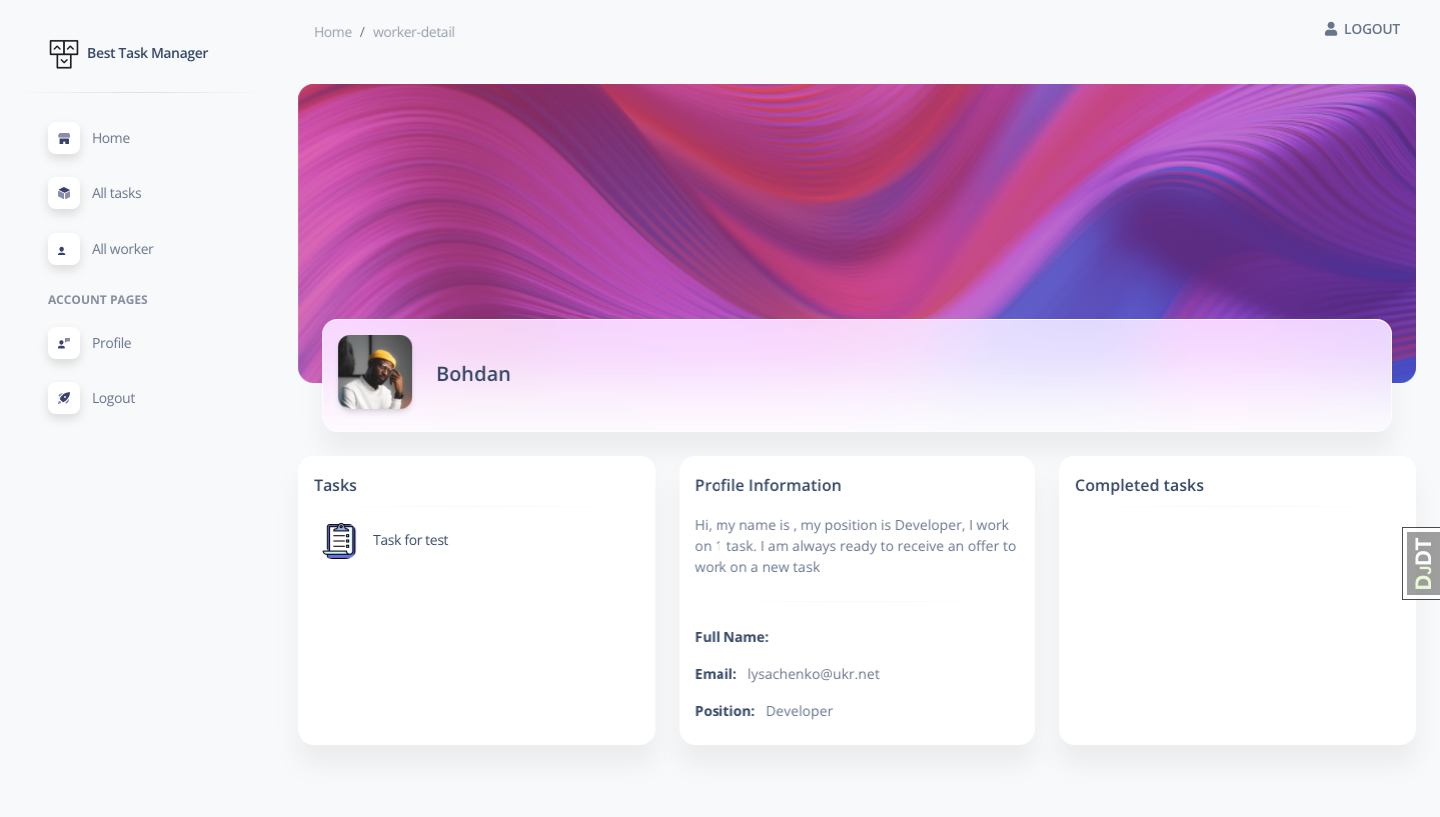 Best Task Manager
Home / worker-detail
LOGOUT
Home
All tasks
All worker
ACCOUNT PAGES
Profile
Logout
Bohdan
Tasks
Task for test
Profile Information
Hi, my name is , my position is Developer, I work
on 1 task. I am always ready to receive an offer to
work on a new task
Full Name:
Email: lysachenko@ukr.net
Position: Developer
Completed tasks
DJDT